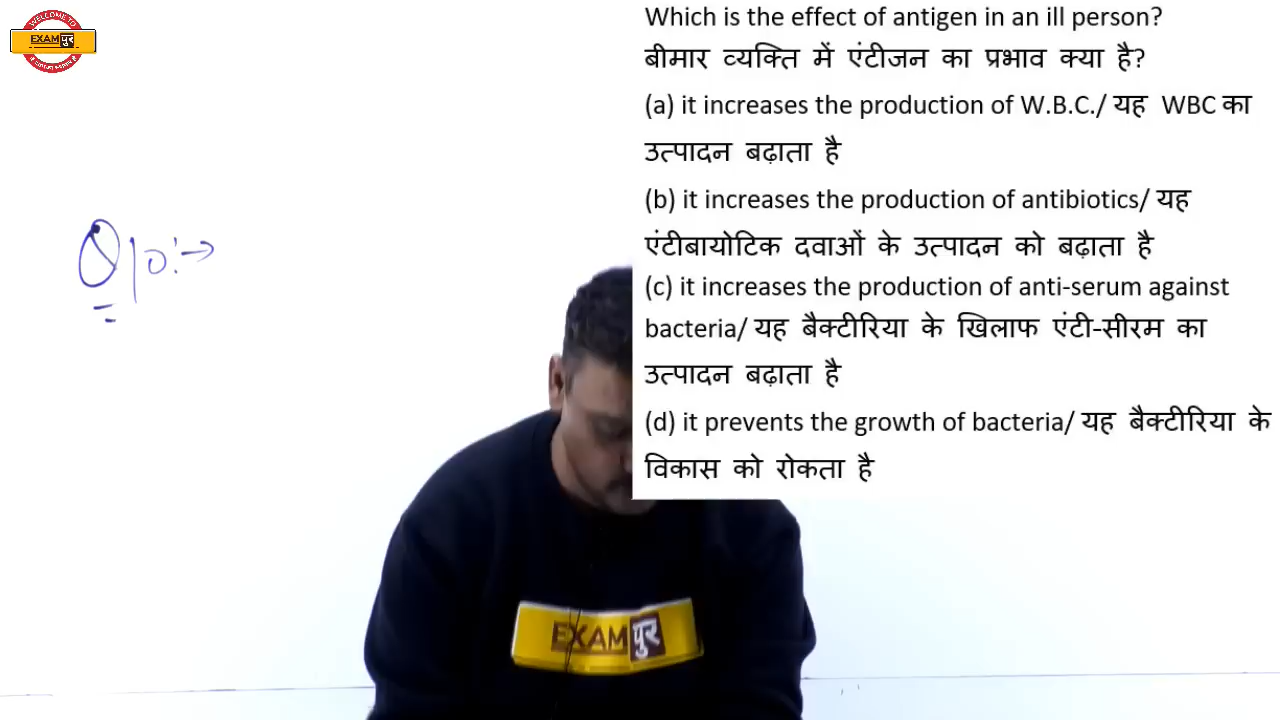 WELCOME TO
EXAMपुर
Which is the effect of antigen in an ill person?
बीमार व्यक्ति में एंटीजन का प्रभाव क्या है?
(a) it increases the production of W.B.C./ यह WBC का
उत्पादन बढ़ाता है
(b) it increases the production of antibiotics/ यह
एंटीबायोटिक दवाओं के उत्पादन को बढ़ाता है
(c) it increases the production of anti-serum against
bacteria/ यह बैक्टीरिया के खिलाफ एंटी-सीरम का
उत्पादन बढ़ाता है
(d) it prevents the growth of bacteria/ यह बैक्टीरिया के
विकास को रोकता है
Q10:→
EXAMपुर